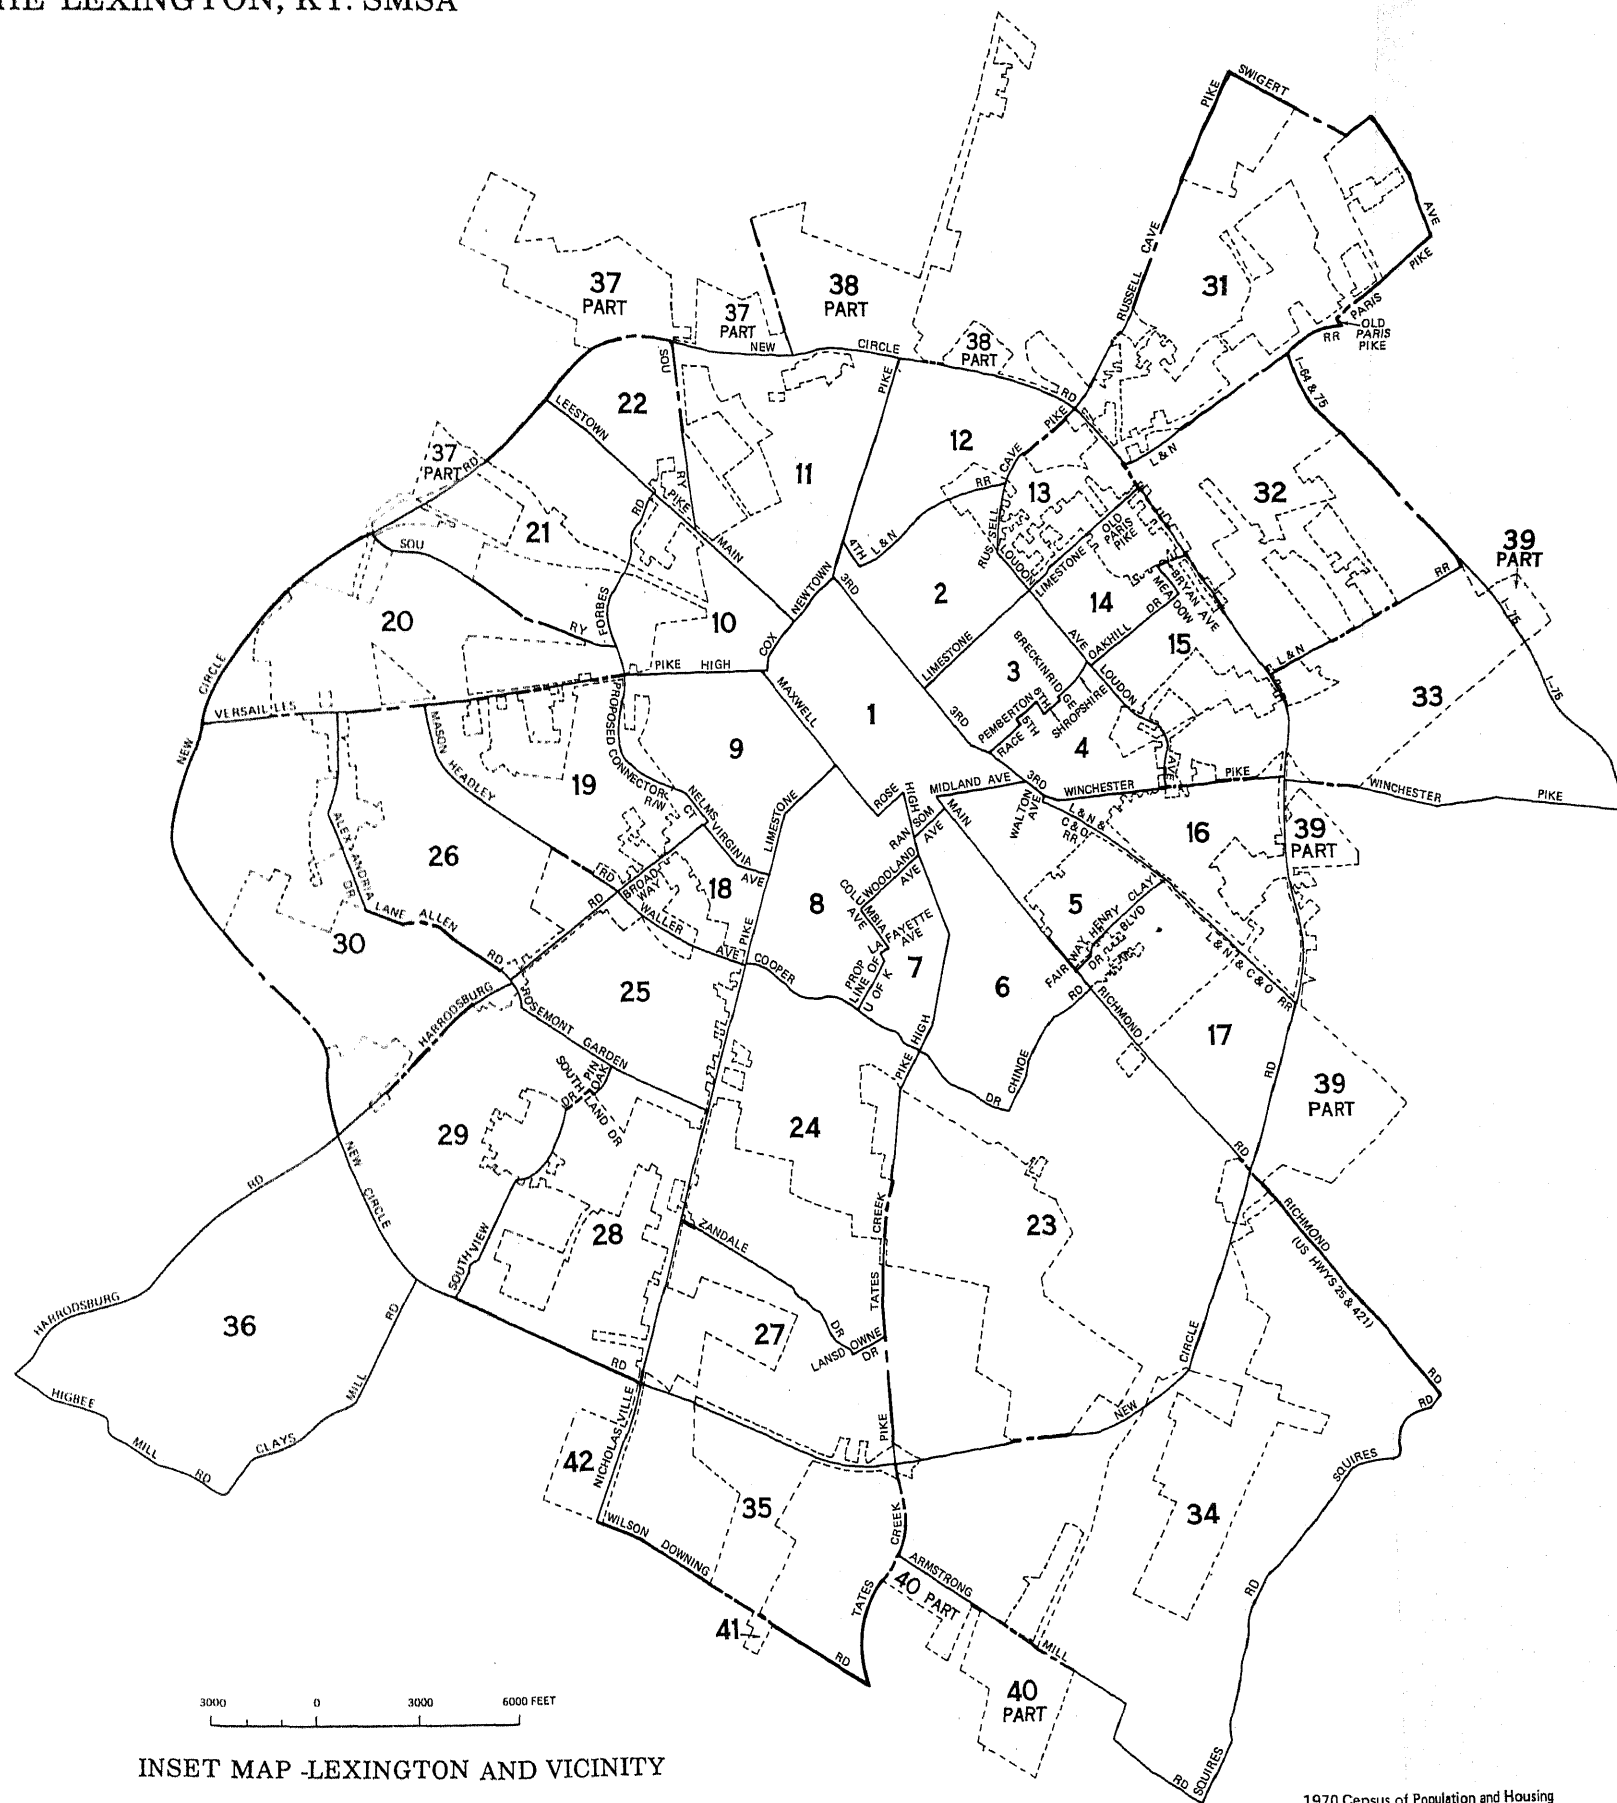 LEXINGTON, KY. SMSA
PIKE
SWIGERT
AVE
PIKE
RUSSELL CAVE
31
PARIS
OLD
PARIS
PIKE
RR
37
PART
37
PART
38
PART
38
PART
NEW
CIRCLE
RD
PIKE
SOU
22
LEESTOWN
11
12
CAVE
PIKE
L & N
I-64 & 75
37
PART
RD
RY
PIKE
RD
MAIN
RR
13
32
39
PART
21
SOU
4TH
L & N
RUSSELL
LOUDON
OLD
PARIS
PIKE
LIMESTONE
RR
I-75
20
RY
FORBES
10
NEWTOWN
COX
3RD
2
LIMESTONE
14
BRYAN AVE
MEADOW
DR
OAKHILL
AVE
15
L & N
I-75
CIRCLE
PIKE
HIGH
3
BRECKINRIDGE
6TH
PEMBERTON
5TH
RACE
SHROPSHIRE
LOUDON
AVE
33
VERSAILLES
MASON
HEADLEY
PROPOSED CONNECTOR
R/W
MAXWELL
1
3RD
4
NEW
9
19
NELMS
CT
VIRGINIA
AVE
LIMESTONE
ROSE
HIGH
MIDLAND AVE
3RD
WINCHESTER
PIKE
WINCHESTER
PIKE
RANSOM
AVE
MAIN
WALTON
AVE
L & N &
C & O
RR
16
39
PART
ALEXANDRIA
DR
26
RD
BROAD
WAY
RD
18
WOODLAND
AVE
8
COLUMBIA
AVE
LAFAYETTE
AVE
5
HENRY CLAY
BLVD
LANE ALLEN
RD
WALLER
AVE
PIKE
COOPER
PROP
LINE OF
U OF K
7
6
FAIRWAY
DR
L & N & C & O RR
30
HARRODSBURG
25
ROSEMONT
GARDEN
HIGH
RD
RICHMOND
17
SOUTH
LAND DR
PIN
OAK
DR
PIKE
DR
CHINOE
RD
39
PART
29
24
RD
NEW
CIRCLE
RD
RICHMOND
(US HWYS 25 & 421)
RD
SOUTHVIEW
28
ZANDALE
DR
CREEK
23
HARRODSBURG
36
RD
TATES
27
LANSDOWNE
DR
CIRCLE
RD
RD
HIGBEE
MILL
RD
CLAYS
MILL
RD
NICHOLASVILLE
PIKE
NEW
SQUIRES
42
WILSON
DOWNING
35
CREEK
34
ARMSTRONG
40 PART
TATES
RD
41
RD
MILL
40
PART
RD
SQUIRES
3000
0
3000
6000 FEET
INSET MAP -LEXINGTON AND VICINITY
1970 Census of Population and Housing